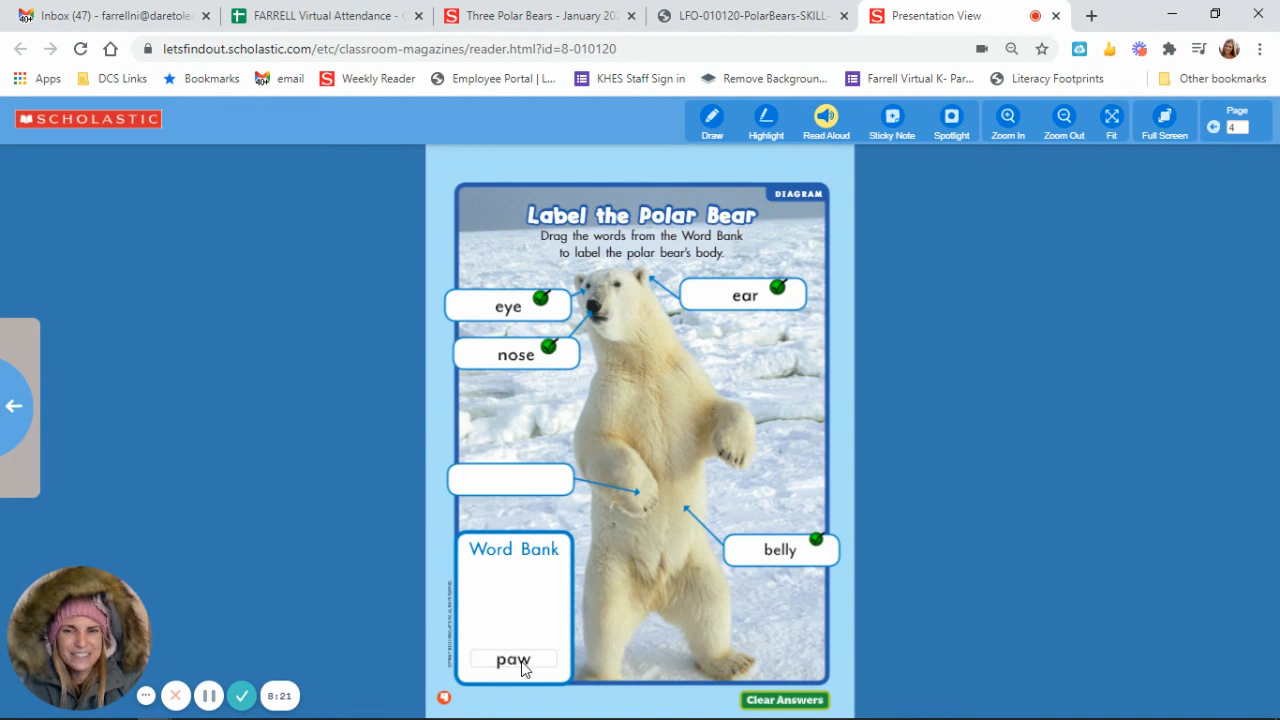 Inbox (47) - farrellni@daretolea
FARRELL Virtual Attendance - G
Three Polar Bears - January 202
LFO-010120-PolarBears-SKILL-
Presentation View
letsfindout.scholastic.com/etc/classroom-magazines/reader.html?id=8-010120
Apps
DCS Links
Bookmarks
email
Weekly Reader
Employee Portal | L...
KHES Staff Sign in
Remove Backgroun...
Farrell Virtual K- Par...
Literacy Footprints
Other bookmarks
SCHOLASTIC
Draw
Highlight
Read Aloud
Sticky Note
Spotlight
Zoom In
Zoom Out
Fit
Full Screen
Page
4
DIAGRAM
Label the Polar Bear
Drag the words from the Word Bank
to label the polar bear's body.
eye
ear
nose
belly
Word Bank
paw
4
Clear Answers
8:21